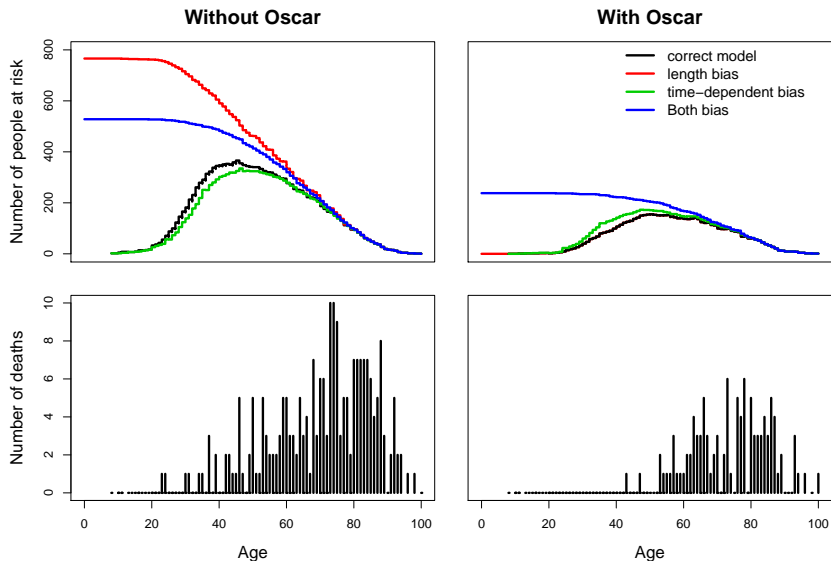 Without Oscar
With Oscar
Number of people at risk
0
200
400
600
800
correct model
length bias
time−dependent bias
Both bias
Number of deaths
0
2
4
6
8
10
0
20
40
60
80
100
0
20
40
60
80
100
Age
Age